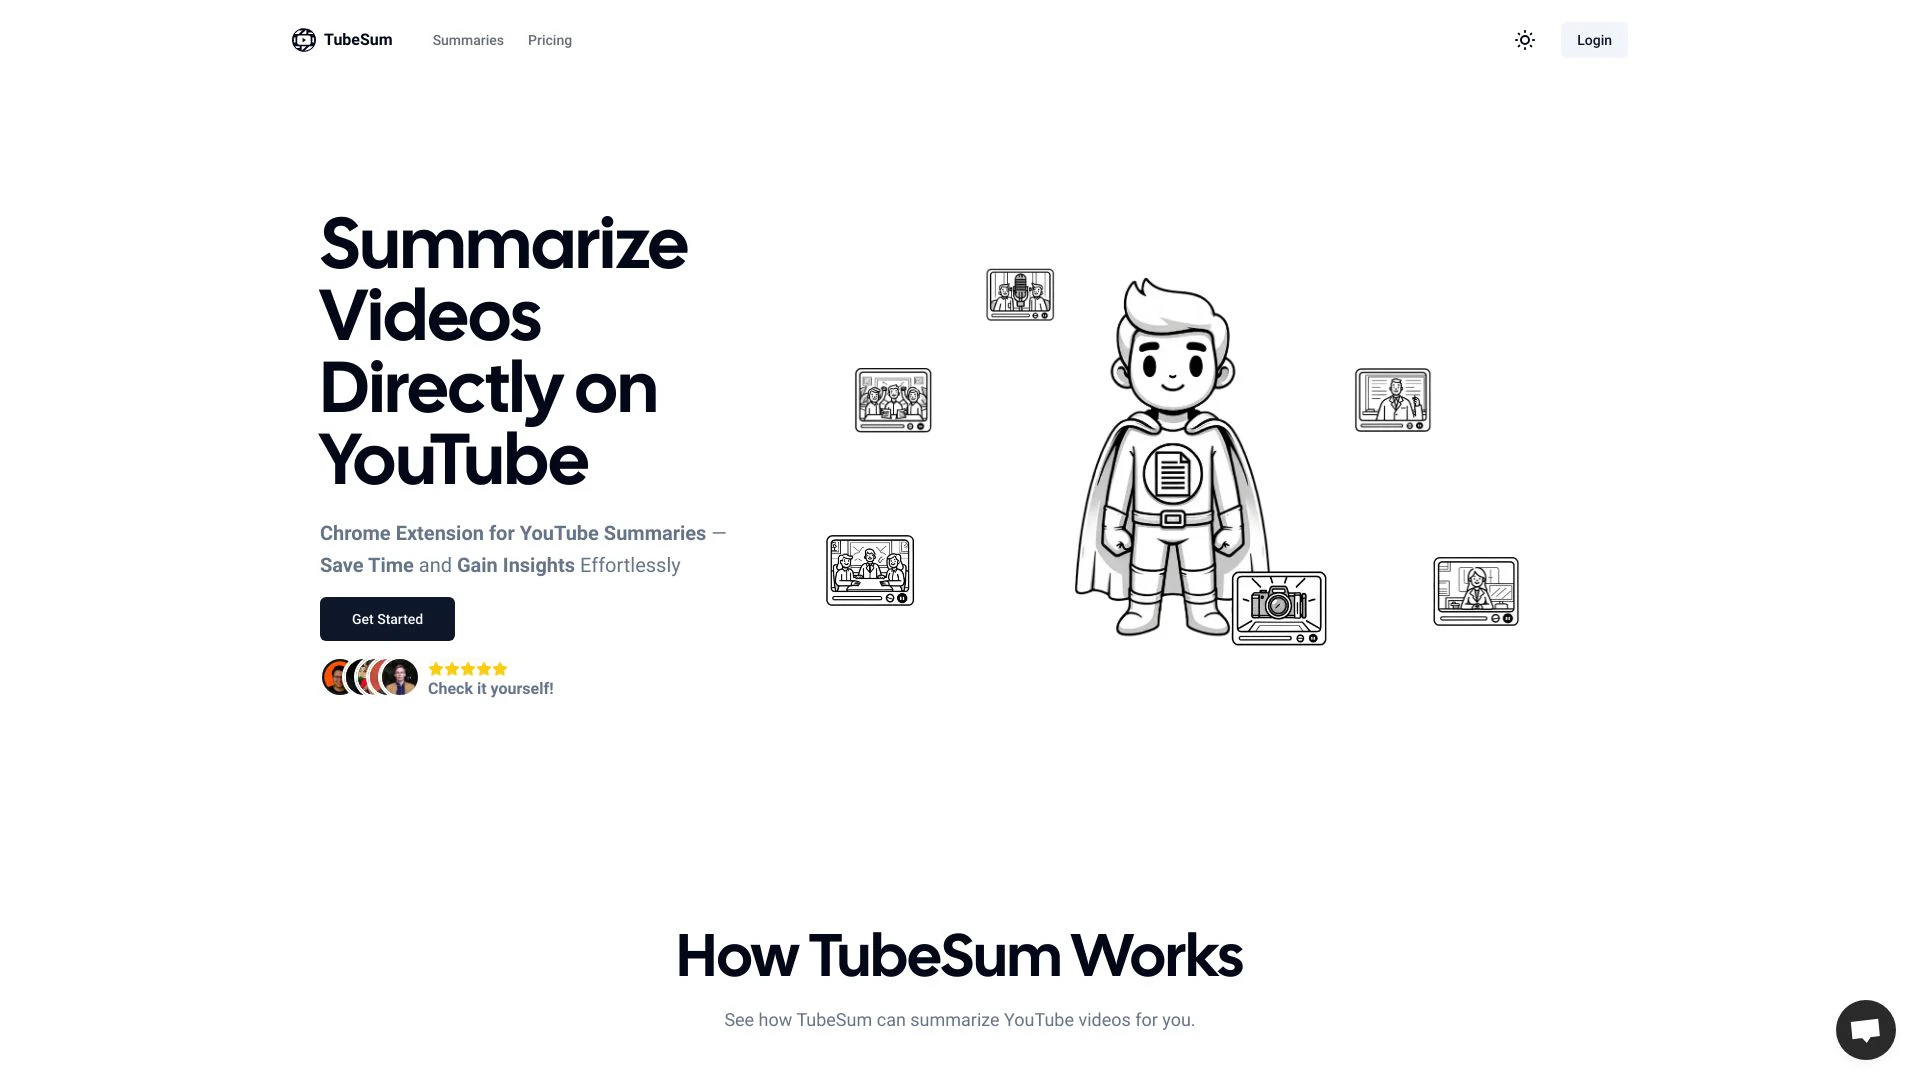 TubeSum
Summaries
Pricing
Login
Summarize
Videos
Directly on
YouTube
Chrome Extension for YouTube Summaries —
Save Time and Gain Insights Effortlessly
Get Started
Check it yourself!
How TubeSum Works
See how TubeSum can summarize YouTube videos for you.